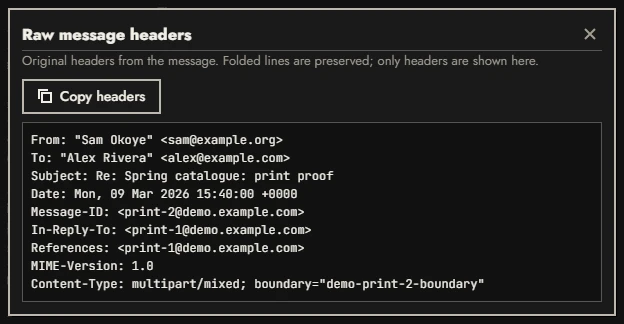 Raw message headers
Original headers from the message. Folded lines are preserved; only headers are shown here.
Copy headers
From: "Sam Okoye" <sam@example.org>
To: "Alex Rivera" <alex@example.com>
Subject: Re: Spring catalogue: print proof
Date: Mon, 09 Mar 2026 15:40:00 +0000
Message-ID: <print-2@demo.example.com>
In-Reply-To: <print-1@demo.example.com>
References: <print-1@demo.example.com>
MIME-Version: 1.0
Content-Type: multipart/mixed; boundary="demo-print-2-boundary"